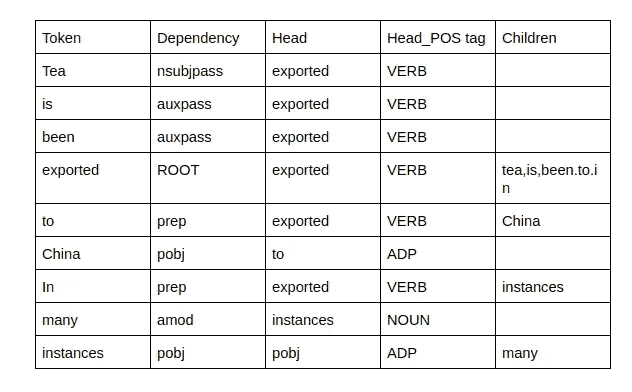 Token Dependency Head Head_POS tag Children
Tea nsubjpass exported VERB
is auxpass exported VERB
been auxpass exported VERB
exported ROOT exported VERB tea,is,been.to.i
n
to prep exported VERB China
China pobj to ADP
In prep exported VERB instances
many amod instances NOUN
instances pobj pobj ADP many